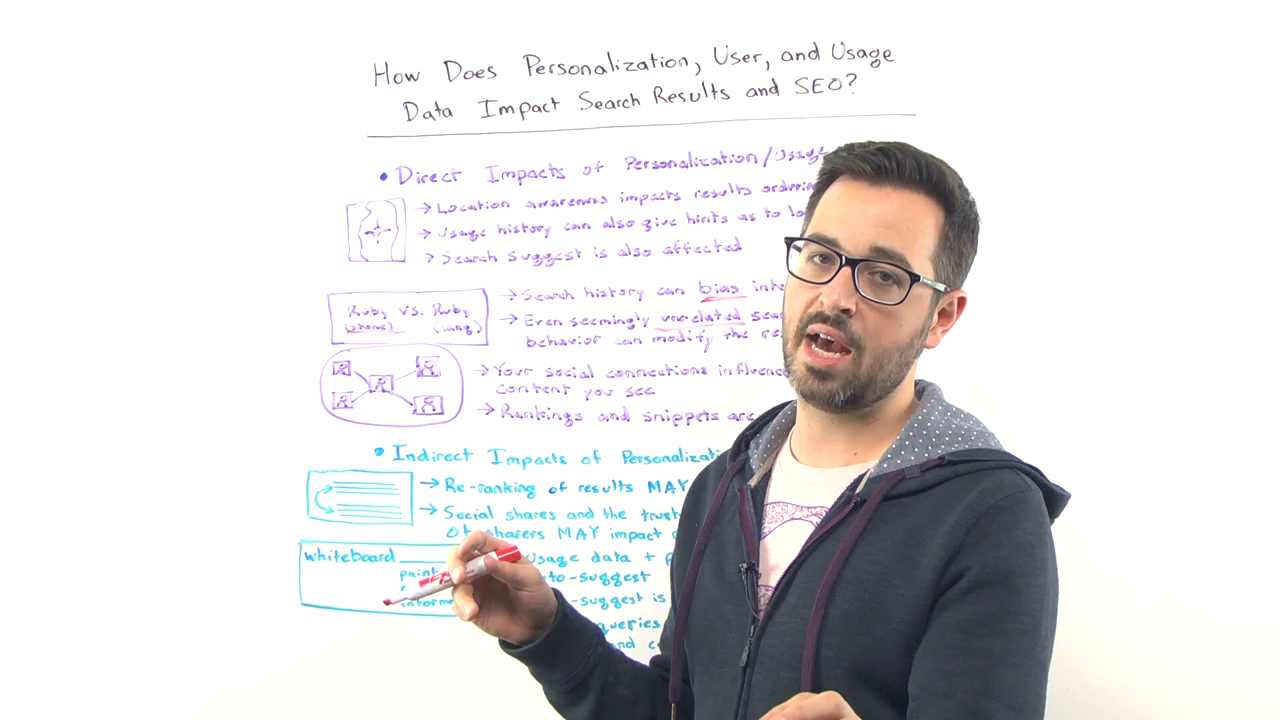 How Does Personalization, User, and Usage
Data Impact Search Results and SEO?
• Direct Impacts of Personalization/Usage
→ Location awareness impacts results ordering
→ Usage history can also give hints as to lo
→ Search suggest is also affected
Ruby vs. Ruby
(stone) (lang)
→ Search history can bias inte
→ Even seemingly unrelated sea
behavior can modify the re
→ Your social connections influence
content you see
→ Rankings and snippets are
• Indirect Impacts of Personalizati
→ Re-ranking of results MAY
→ Social shares and the trust
of sharers MAY impact
whiteboard
paint
inform
Usage data +
to-suggest
-suggest is
queries
and c